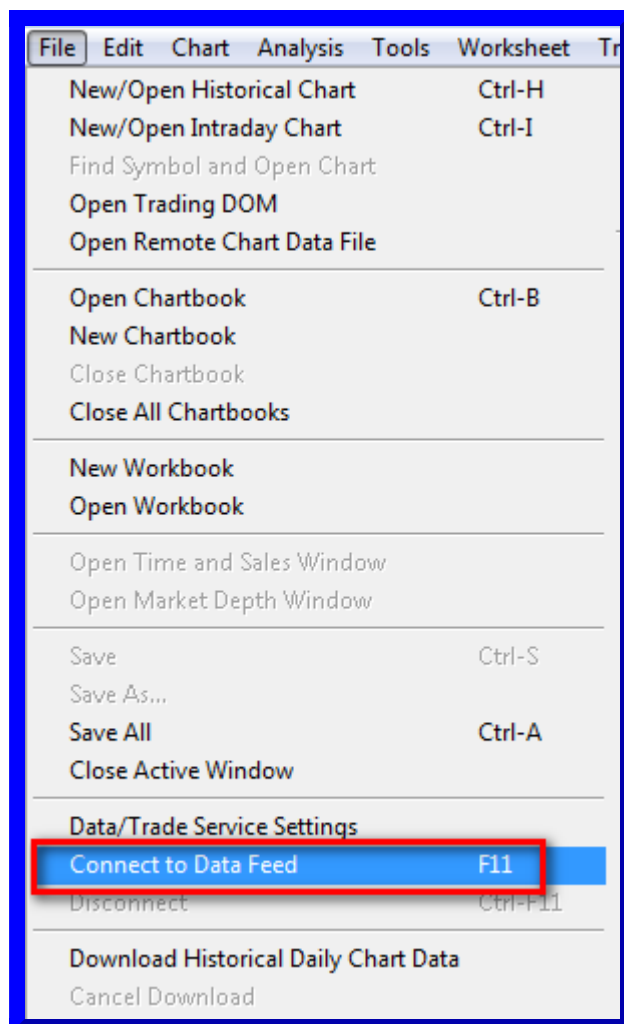 File Edit Chart Analysis Tools Worksheet Tr
New/Open Historical Chart Ctrl-H
New/Open Intraday Chart Ctrl-I
Find Symbol and Open Chart
Open Trading DOM
Open Remote Chart Data File
Open Chartbook Ctrl-B
New Chartbook
Close Chartbook
Close All Chartbooks
New Workbook
Open Workbook
Open Time and Sales Window
Open Market Depth Window
Save Ctrl-S
Save As...
Save All Ctrl-A
Close Active Window
Data/Trade Service Settings
Connect to Data Feed F11
Disconnect Ctrl-F11
Download Historical Daily Chart Data
Cancel Download